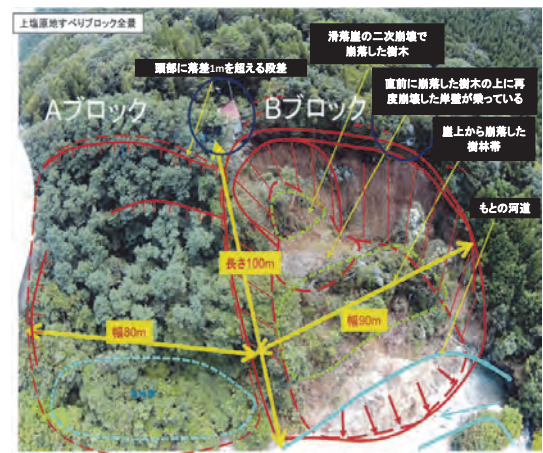 上塩原地すべりブロック全景
滑落崖の二次崩壊で
崩落した樹木
頭部に落差1mを超える段差
直前に崩落した樹木の上に再
度崩壊した岸壁が乗っている
Aブロック
Bブロック
崖上から崩落した
樹林帯
もとの河道
長さ100m
幅90m
幅80m